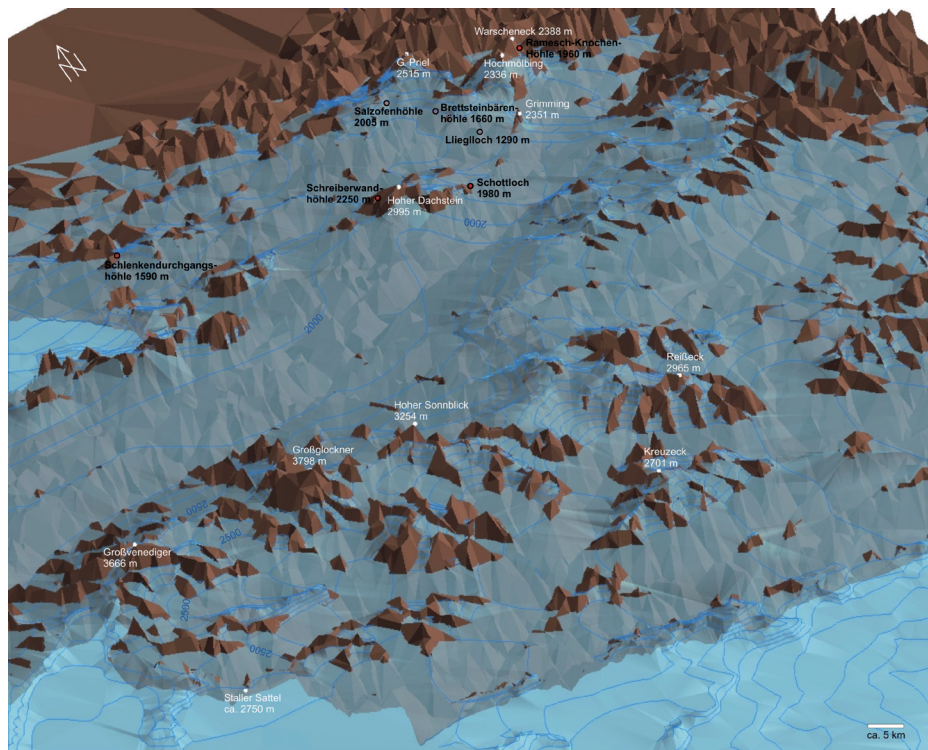 Warscheneck 2388 m
Ramesch-Knochen-
Höhle 1960 m
G. Priel
2515 m
Hochmölbing
2336 m
Salzofenhöhle
2005 m
Brettsteinbären-
höhle 1660 m
Grimming
2351 m
Lieglloch 1290 m
Schreiberwand-
höhle 2250 m
Schottloch
1980 m
Hoher Dachstein
2995 m
2000
Schlenkendurchgangs-
höhle 1590 m
2000
Reißeck
2965 m
Hoher Sonnblick
3254 m
Großglockner
3798 m
Kreuzeck
2701 m
2500
2500
Großvenediger
3666 m
2500
2500
Staller Sattel
ca. 2750 m
ca. 5 km